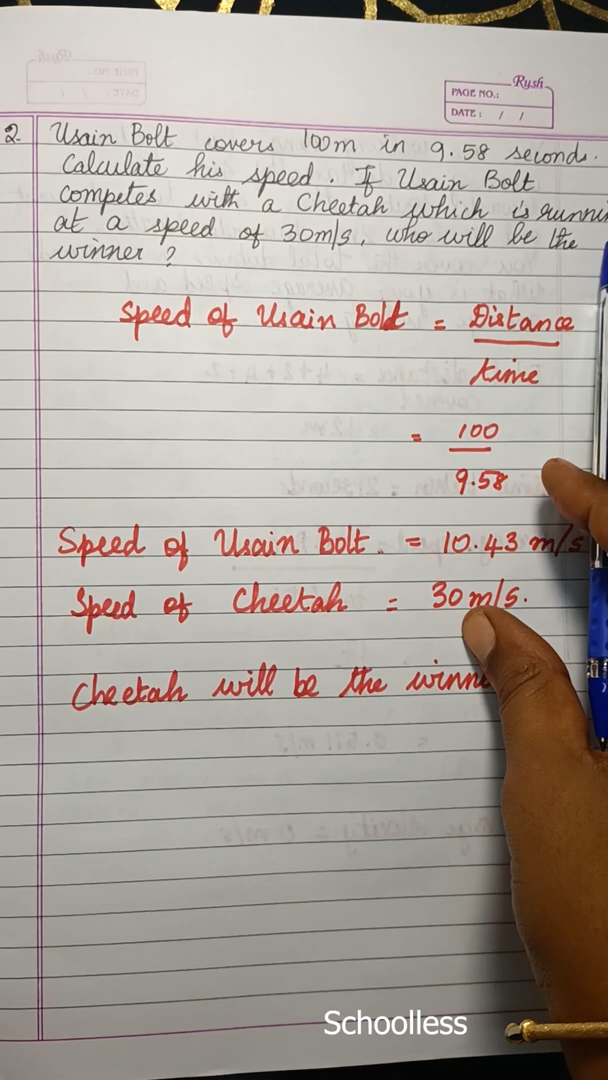 Rush
PAGE NO.:
DATE: / /
2. Usain Bolt covers 100m in 9.58 seconds.
Calculate his speed. If Usain Bolt
competes with a Cheetah which is runni
at a speed of 30m/s, who will be the
winner ?
Speed of Usain Bolt = Distance
time
= 100
9.58
Speed of Usain Bolt. = 10.43 m/s
Speed of Cheetah = 30m/s.
Cheetah will be the winne
Schoolless